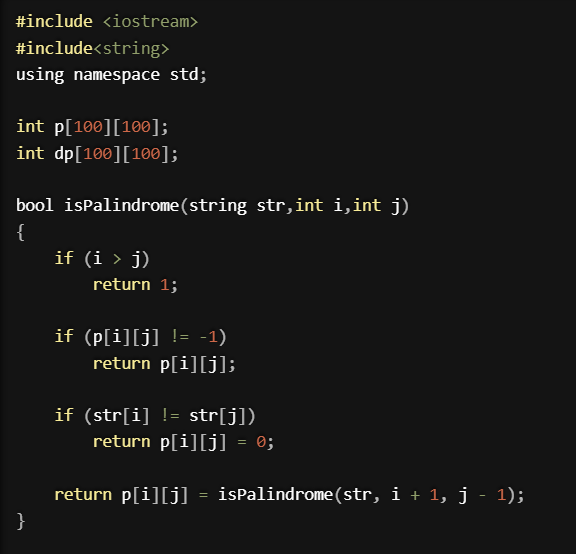 #include <iostream>
#include<string>
using namespace std;

int p[100][100];
int dp[100][100];

bool isPalindrome(string str,int i,int j)
{
    if (i > j)
        return 1;

    if (p[i][j] != -1)
        return p[i][j];

    if (str[i] != str[j])
        return p[i][j] = 0;

    return p[i][j] = isPalindrome(str, i + 1, j - 1);
}